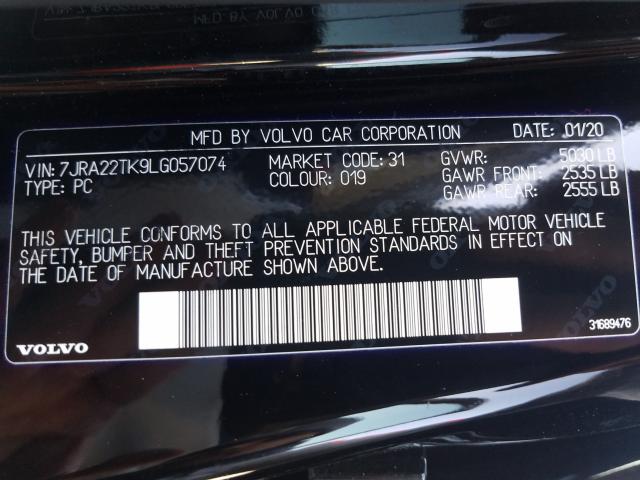 MFD BY VOLVO CAR CORPORATION DATE: 01/20
VIN: 7JRA22TK9LG057074 MARKET CODE: 31 GVWR: 5030 LB
TYPE: PC COLOUR: 019 GAWR FRONT: 2535 LB
GAWR REAR: 2555 LB
THIS VEHICLE CONFORMS TO ALL APPLICABLE FEDERAL MOTOR VEHICLE
SAFETY, BUMPER AND THEFT PREVENTION STANDARDS IN EFFECT ON
THE DATE OF MANUFACTURE SHOWN ABOVE.
VOLVO 31689476